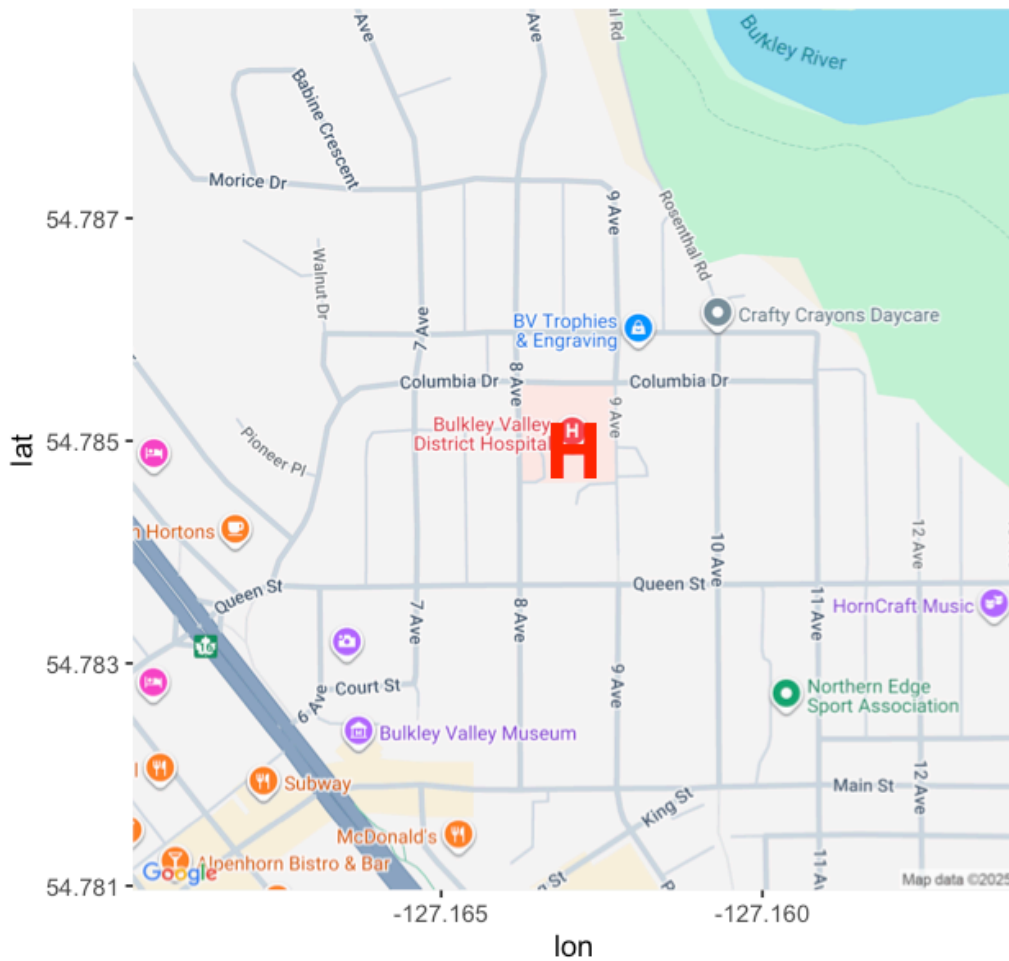 Ave
Ave
al Rd
Bulkley River
Babine Crescent
Morice Dr
9 Ave
Rosenthal Rd
54.787
Walnut Dr
7 Ave
BV Trophies
& Engraving
Crafty Crayons Daycare
8 Ave
Columbia Dr
Columbia Dr
9 Ave
Bulkley Valley
District Hospital
H
H
54.785
lat
Pioneer Pl
n Hortons
12 Ave
10 Ave
Queen St
Queen St
HornCraft Music
7 Ave
8 Ave
11 Ave
16
54.783
9 Ave
Court St
6 Ave
Northern Edge
Sport Association
Bulkley Valley Museum
l
Subway
Main St
12 Ave
King St
McDonald's
11 Av
Alpenhorn Bistro & Bar
g St
R
Google
Map data ©2025
54.781
-127.165
-127.160
lon